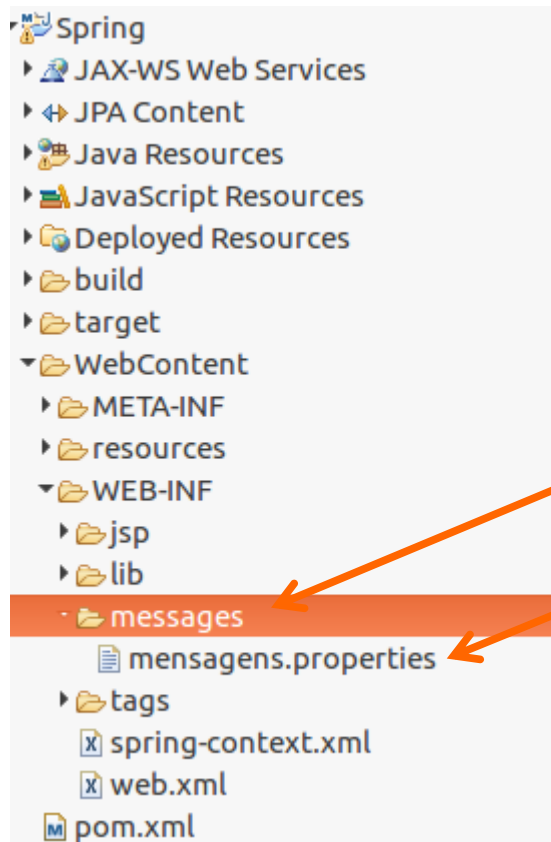 Spring
JAX-WS Web Services
JPA Content
Java Resources
JavaScript Resources
Deployed Resources
build
target
WebContent
META-INF
resources
WEB-INF
jsp
lib
messages
mensagens.properties
tags
spring-context.xml
web.xml
pom.xml